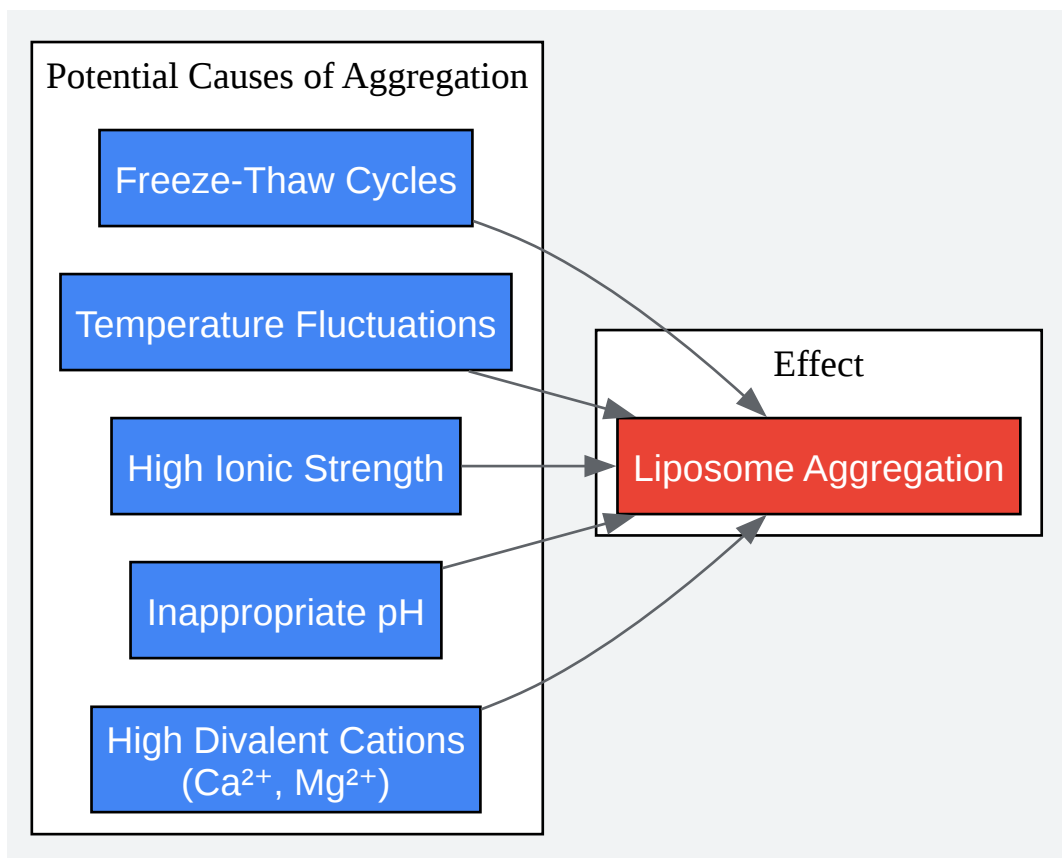 Potential Causes of Aggregation
Freeze-Thaw Cycles
Temperature Fluctuations
High Ionic Strength
Inappropriate pH
High Divalent Cations
(Ca²⁺, Mg²⁺)
Effect
Liposome Aggregation